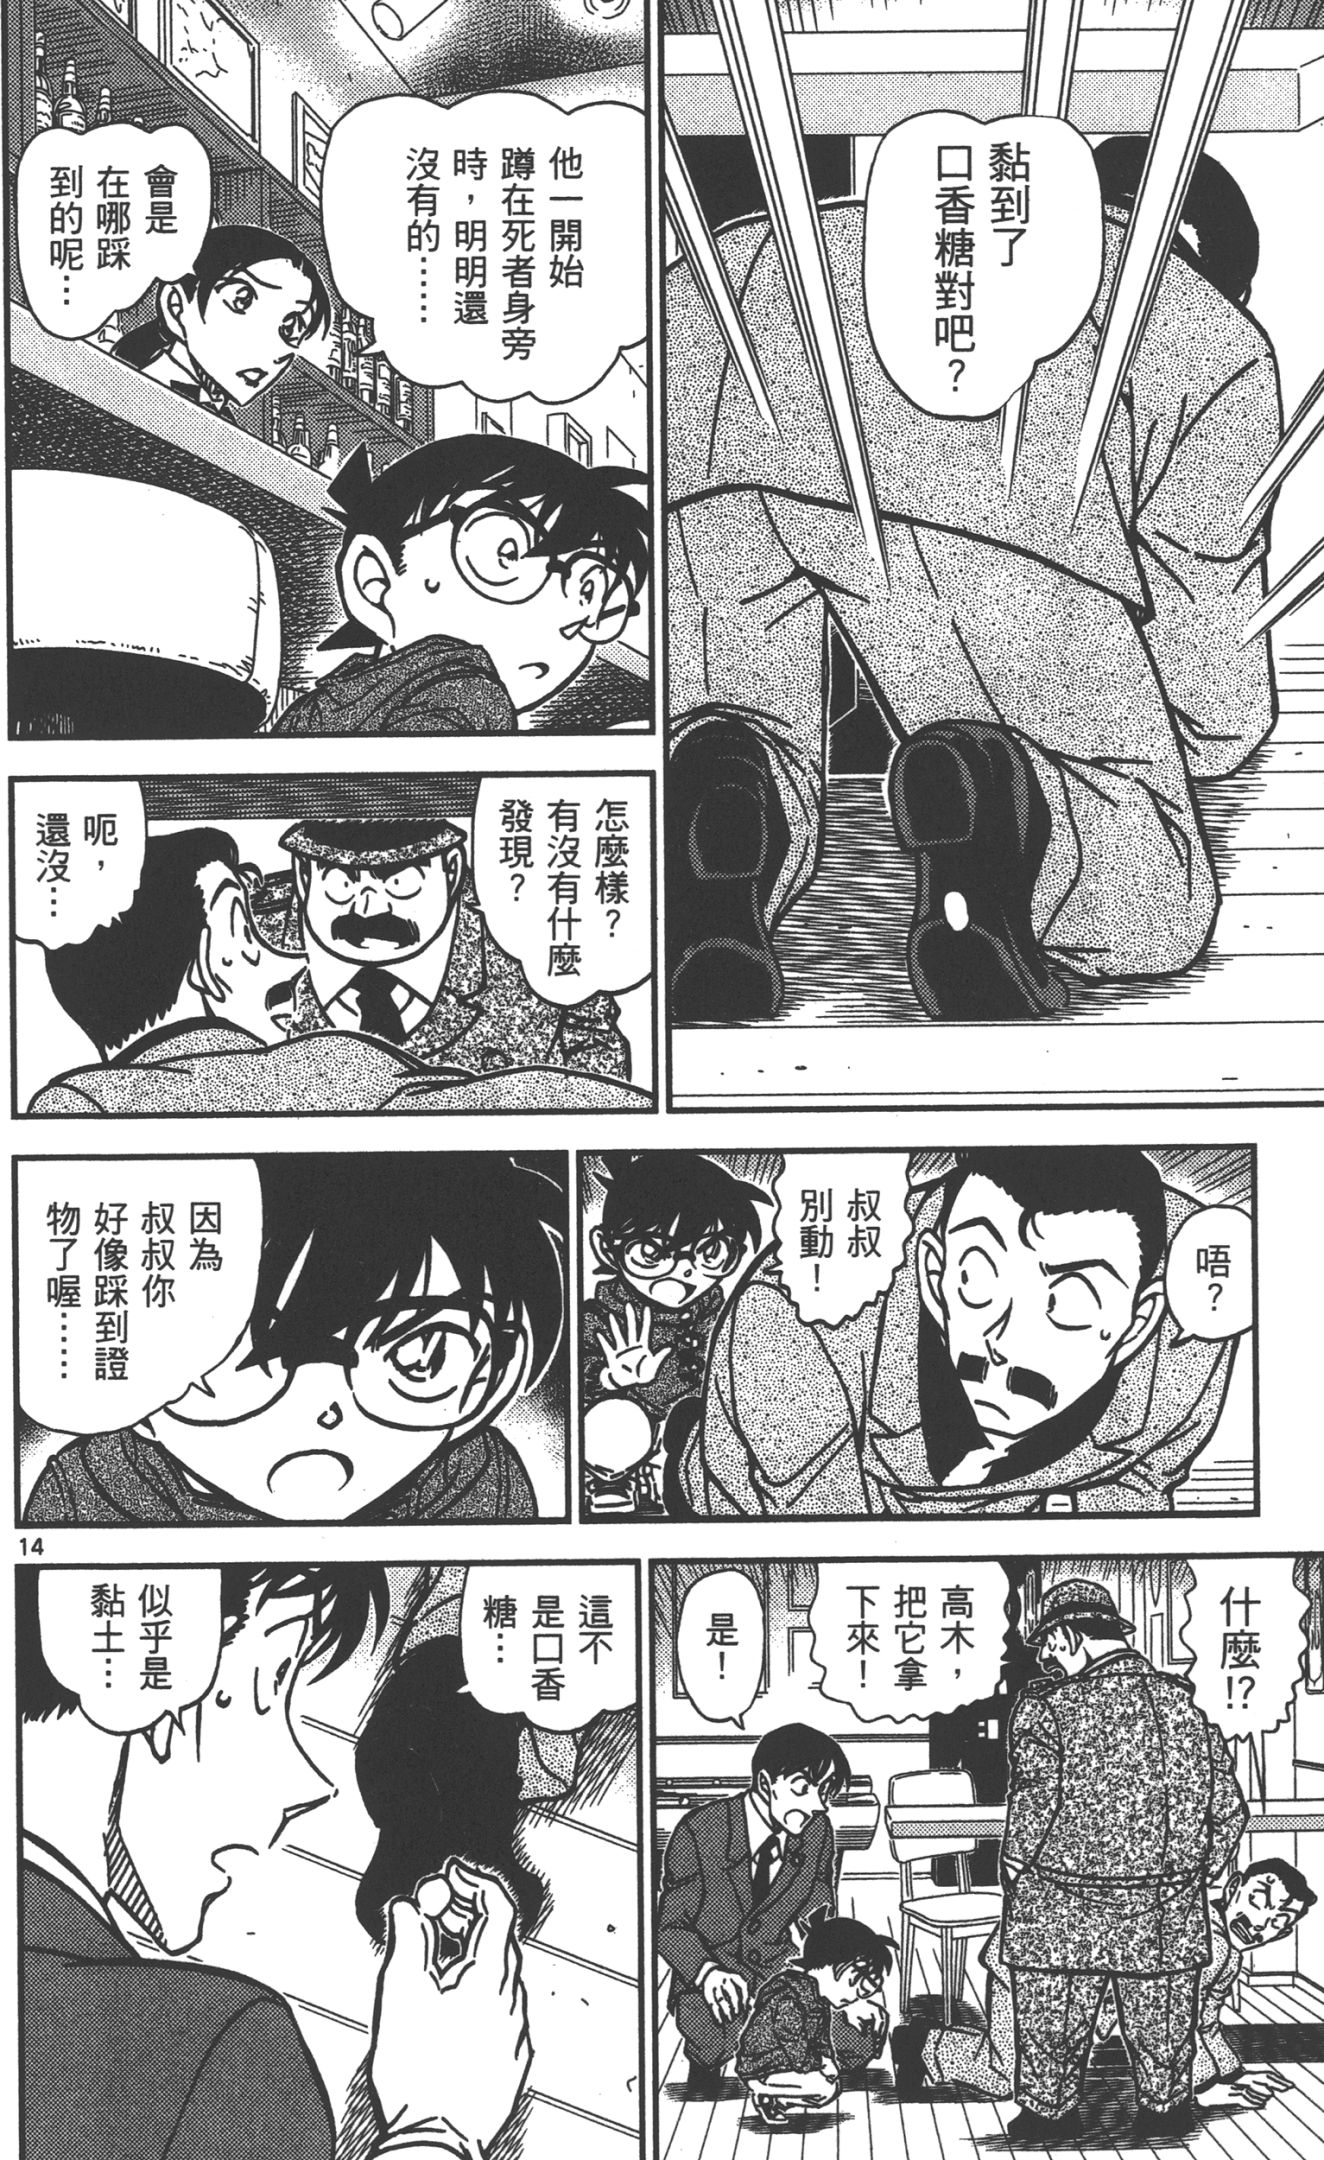 黏到了
口香糖對吧？
他一開始
蹲在死者身旁
時，明明還
沒有的……
會是
在哪踩
到的呢…
怎麼樣？
有沒有什麼
發現？
呃，
還沒…
唔？
叔叔
別動！
因為
叔叔你
好像踩到證
物了喔……
什麼!?
高木，
把它拿
下來！
是！
這不
是口香
糖…
似乎是
黏土…
14